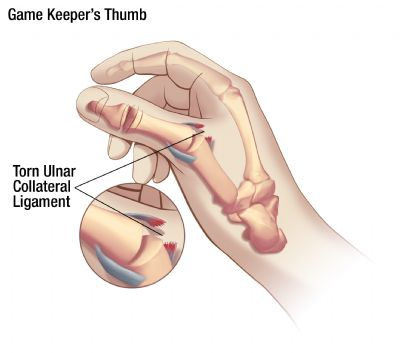 Game Keeper's Thumb
Torn Ulnar
Collateral
Ligament